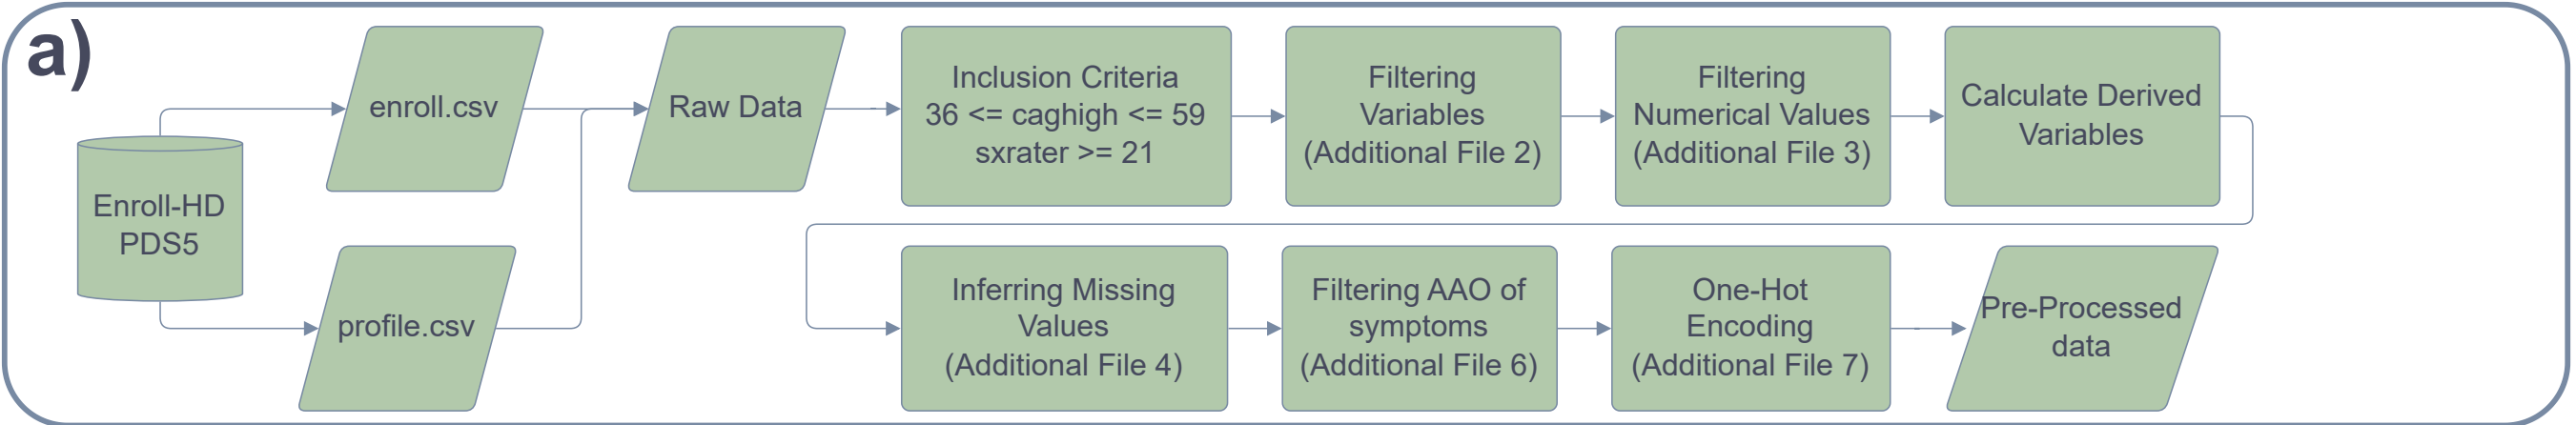 a)
Enroll-HD
PDS5
enroll.csv
profile.csv
Raw Data
Inclusion Criteria
36 <= caghigh <= 59
sxrater >= 21
Filtering
Variables
(Additional File 2)
Filtering
Numerical Values
(Additional File 3)
Calculate Derived
Variables
Inferring Missing
Values
(Additional File 4)
Filtering AAO of
symptoms
(Additional File 6)
One-Hot
Encoding
(Additional File 7)
Pre-Processed
data